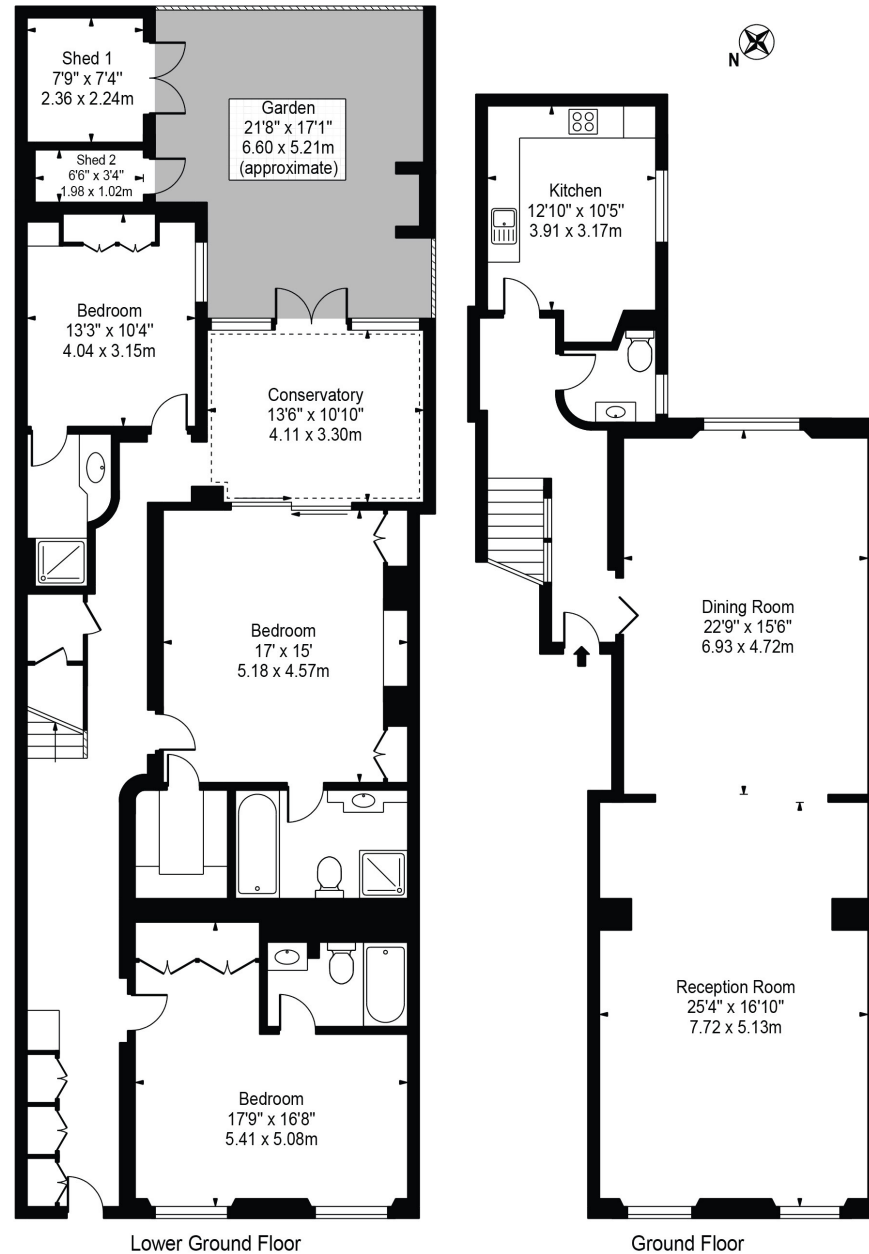 Shed 1
7'9" x 7'4"
2.36 x 2.24m
Shed 2
6'6" x 3'4"
1.98 x 1.02m
Garden
21'8" x 17'1"
6.60 x 5.21m
(approximate)
Bedroom
13'3" x 10'4"
4.04 x 3.15m
Conservatory
13'6" x 10'10"
4.11 x 3.30m
Bedroom
17' x 15'
5.18 x 4.57m
Bedroom
17'9" x 16'8"
5.41 x 5.08m
Lower Ground Floor
N
Kitchen
12'10" x 10'5"
3.91 x 3.17m
Dining Room
22'9" x 15'6"
6.93 x 4.72m
Reception Room
25'4" x 16'10"
7.72 x 5.13m
Ground Floor